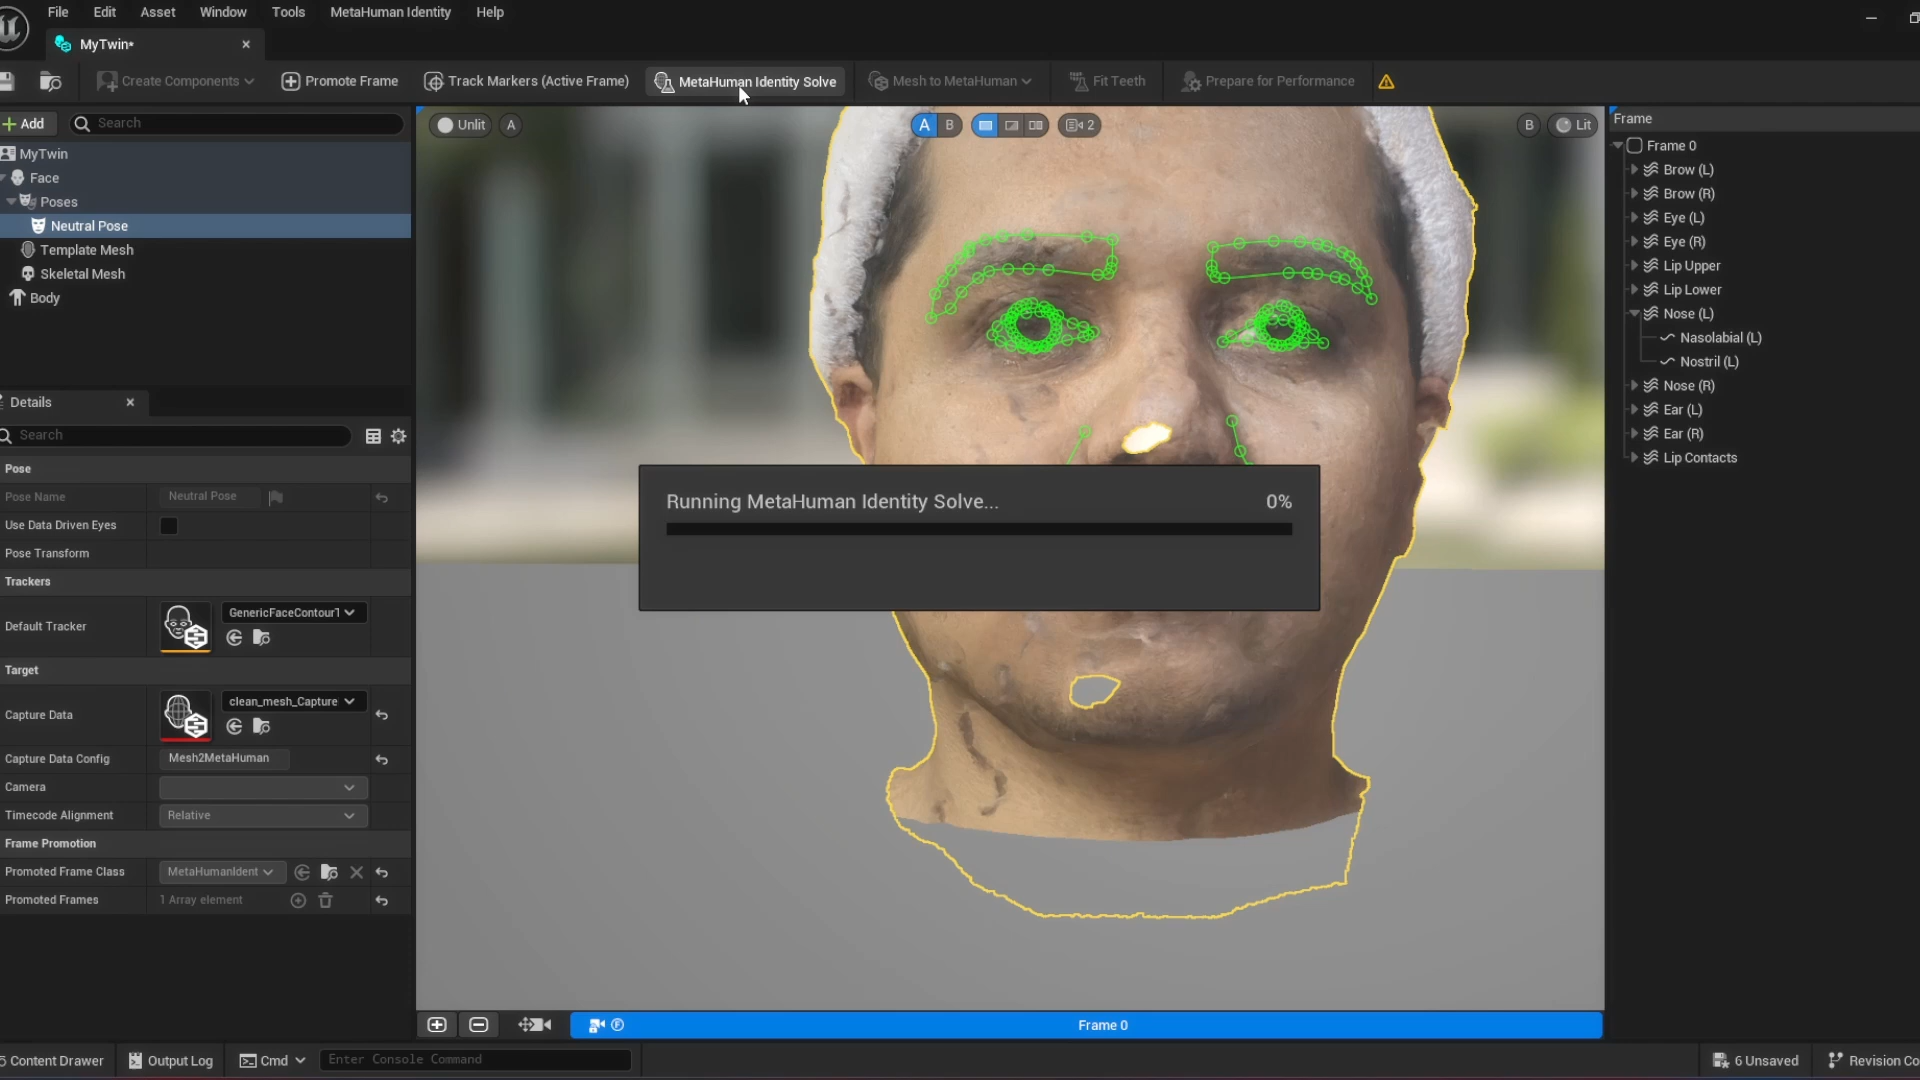 File Edit Asset Window Tools MetaHuman Identity Help
MyTwin*
Create Components Promote Frame Track Markers (Active Frame) MetaHuman Identity Solve Mesh to MetaHuman Fit Teeth Prepare for Performance
Add Search
MyTwin
Face
Poses
Neutral Pose
Template Mesh
Skeletal Mesh
Body
Details
Search
Pose
Pose Name Neutral Pose
Use Data Driven Eyes
Pose Transform
Trackers
Default Tracker GenericFaceContourT
Target
Capture Data clean_mesh_Capture
Capture Data Config Mesh2MetaHuman
Camera
Timecode Alignment Relative
Frame Promotion
Promoted Frame Class MetaHumanIdent
Promoted Frames 1 Array element
Unlit A A B 2 B Lit
Running MetaHuman Identity Solve... 0%
F Frame 0
Frame
Frame 0
Brow (L)
Brow (R)
Eye (L)
Eye (R)
Lip Upper
Lip Lower
Nose (L)
Nasolabial (L)
Nostril (L)
Nose (R)
Ear (L)
Ear (R)
Lip Contacts
Content Drawer Output Log Cmd Enter Console Command 6 Unsaved Revision Co